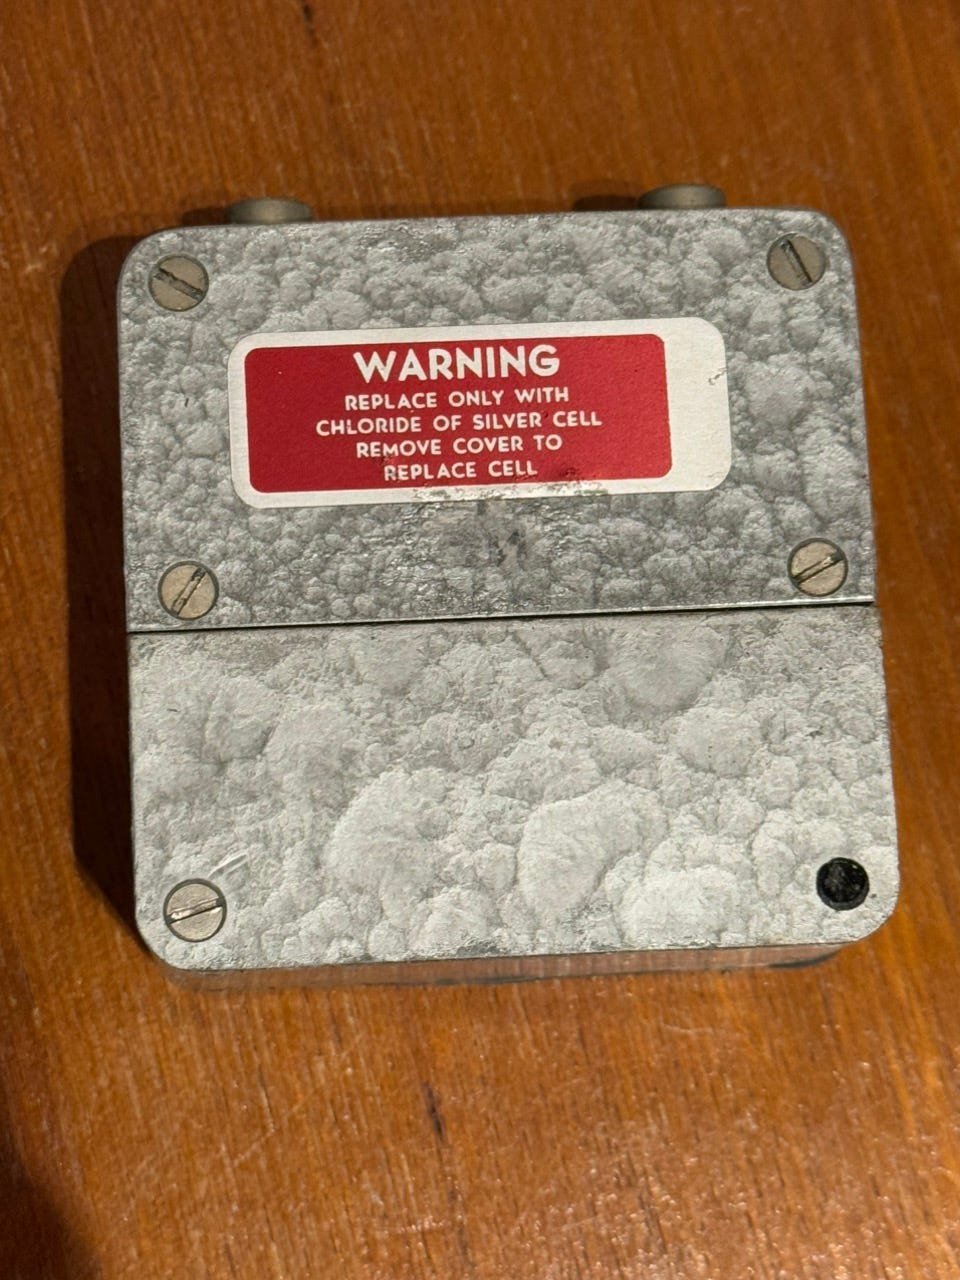 WARNING
REPLACE ONLY WITH
CHLORIDE OF SILVER CELL
REMOVE COVER TO
REPLACE CELL